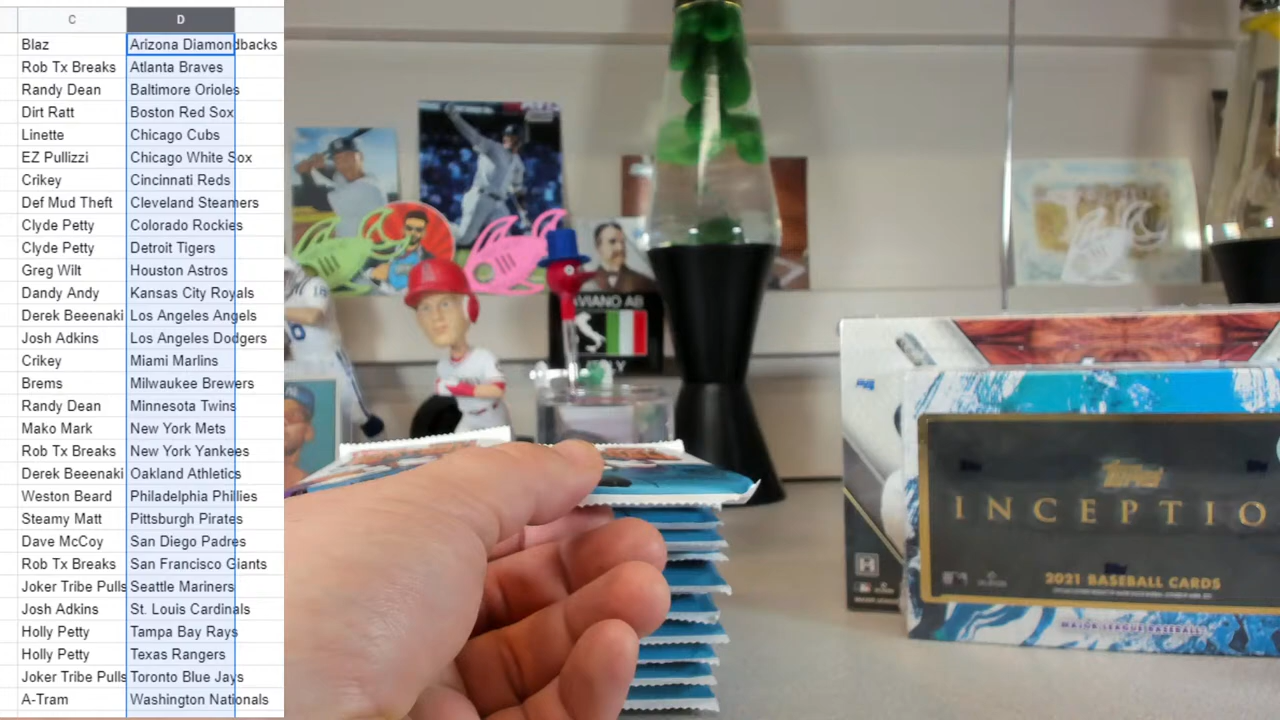 C D
Blaz Arizona Diamondbacks
Rob Tx Breaks Atlanta Braves
Randy Dean Baltimore Orioles
Dirt Ratt Boston Red Sox
Linette Chicago Cubs
EZ Pullizzi Chicago White Sox
Crikey Cincinnati Reds
Def Mud Theft Cleveland Steamers
Clyde Petty Colorado Rockies
Clyde Petty Detroit Tigers
Greg Wilt Houston Astros
Dandy Andy Kansas City Royals
Derek Beeenaki Los Angeles Angels
Josh Adkins Los Angeles Dodgers
Crikey Miami Marlins
Brems Milwaukee Brewers
Randy Dean Minnesota Twins
Mako Mark New York Mets
Rob Tx Breaks New York Yankees
Derek Beeenaki Oakland Athletics
Weston Beard Philadelphia Phillies
Steamy Matt Pittsburgh Pirates
Dave McCoy San Diego Padres
Rob Tx Breaks San Francisco Giants
Joker Tribe Pulls Seattle Mariners
Josh Adkins St. Louis Cardinals
Holly Petty Tampa Bay Rays
Holly Petty Texas Rangers
Joker Tribe Pulls Toronto Blue Jays
A-Tram Washington Nationals
VIANO AB
Topps
INCEPTIO
2021 BASEBALL CARDS
MAJOR LEAGUE BASEBALL
H